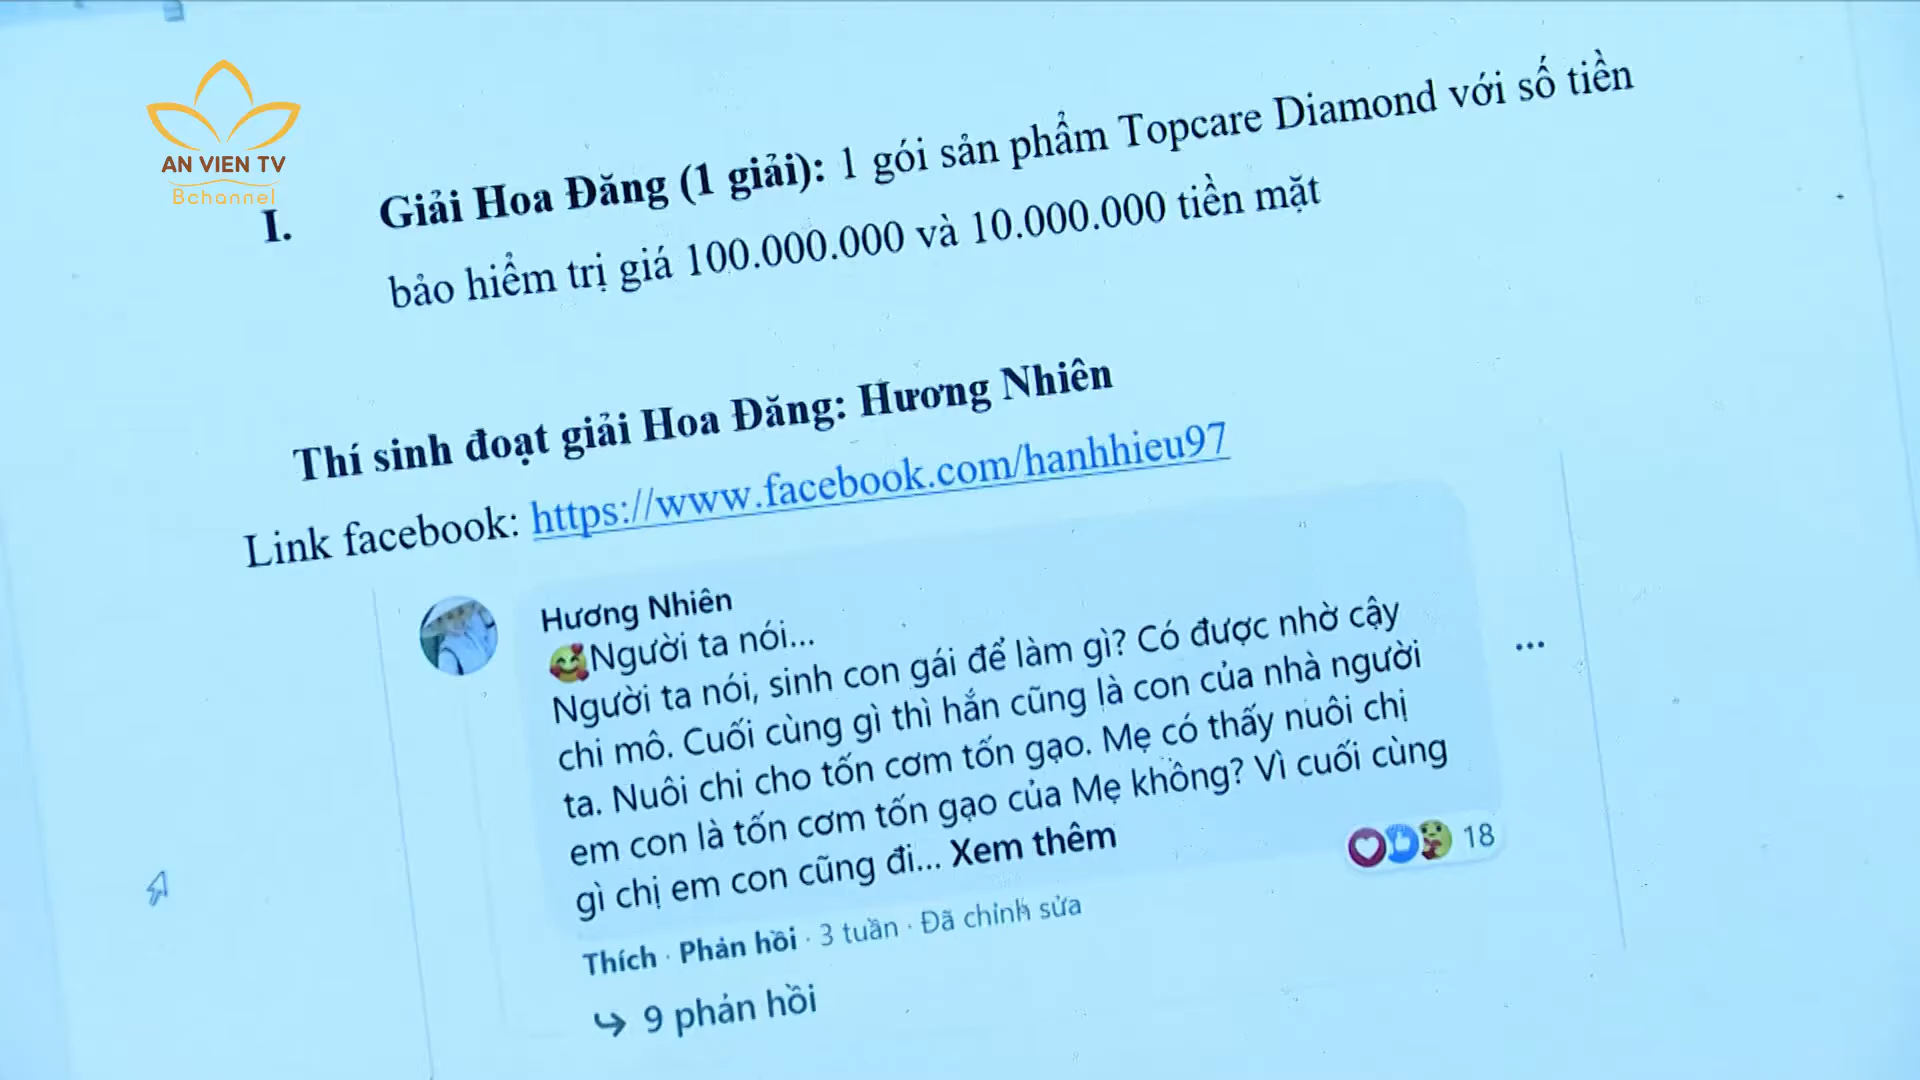 AN VIEN TV
Bchannel
I. Giải Hoa Đăng (1 giải): 1 gói sản phẩm Topcare Diamond với số tiền
bảo hiểm trị giá 100.000.000 và 10.000.000 tiền mặt
Thí sinh đoạt giải Hoa Đăng: Hương Nhiên
Link facebook: https://www.facebook.com/hanhhieu97
Hương Nhiên
🥰Người ta nói...
Người ta nói, sinh con gái để làm gì? Có được nhờ cậy
chi mô. Cuối cùng gì thì hắn cũng là con của nhà người
ta. Nuôi chi cho tốn cơm tốn gạo. Mẹ có thấy nuôi chị
em con là tốn cơm tốn gạo của Mẹ không? Vì cuối cùng
gì chị em con cũng đi... Xem thêm
18
Thích · Phản hồi · 3 tuần · Đã chỉnh sửa
9 phản hồi